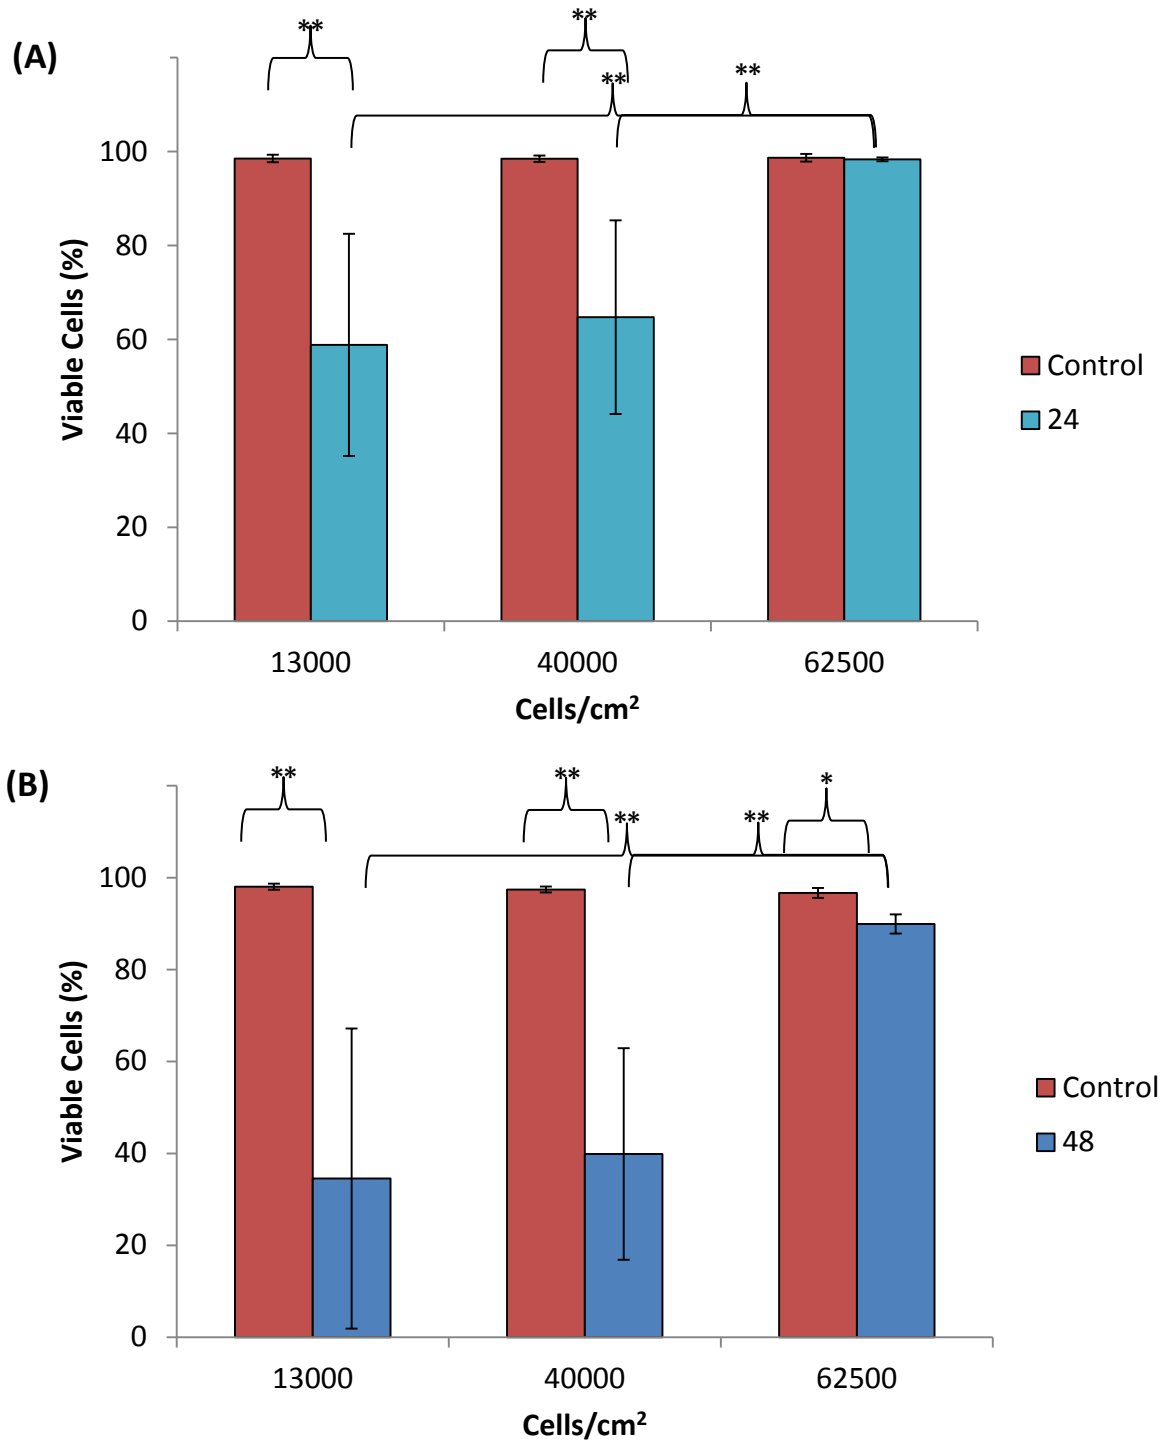 (A)
**
**
**
**
100
80
60
40
20
0
Viable Cells (%)
13000 40000 62500
Cells/cm²
Control
24
(B)
**
**
*
**
**
100
80
60
40
20
0
Viable Cells (%)
13000 40000 62500
Cells/cm²
Control
48